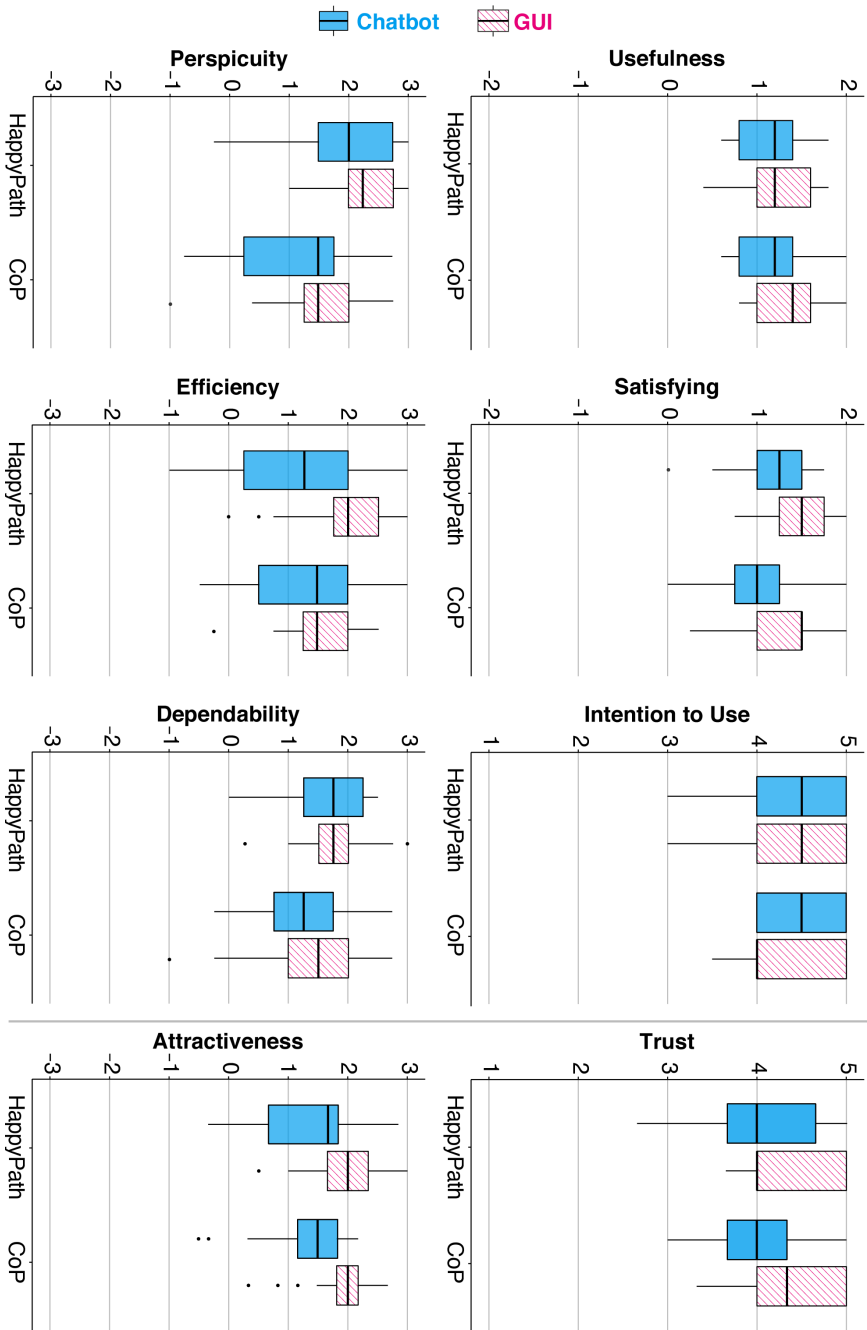 Chatbot GUI
Perspicuity
−3 −2 −1 0 1 2 3
HappyPath
CoP
Usefulness
−2 −1 0 1 2
HappyPath
CoP
Efficiency
−3 −2 −1 0 1 2 3
HappyPath
CoP
Satisfying
−2 −1 0 1 2
HappyPath
CoP
Dependability
−3 −2 −1 0 1 2 3
HappyPath
CoP
Intention to Use
1 2 3 4 5
HappyPath
CoP
Attractiveness
−3 −2 −1 0 1 2 3
HappyPath
CoP
Trust
1 2 3 4 5
HappyPath
CoP